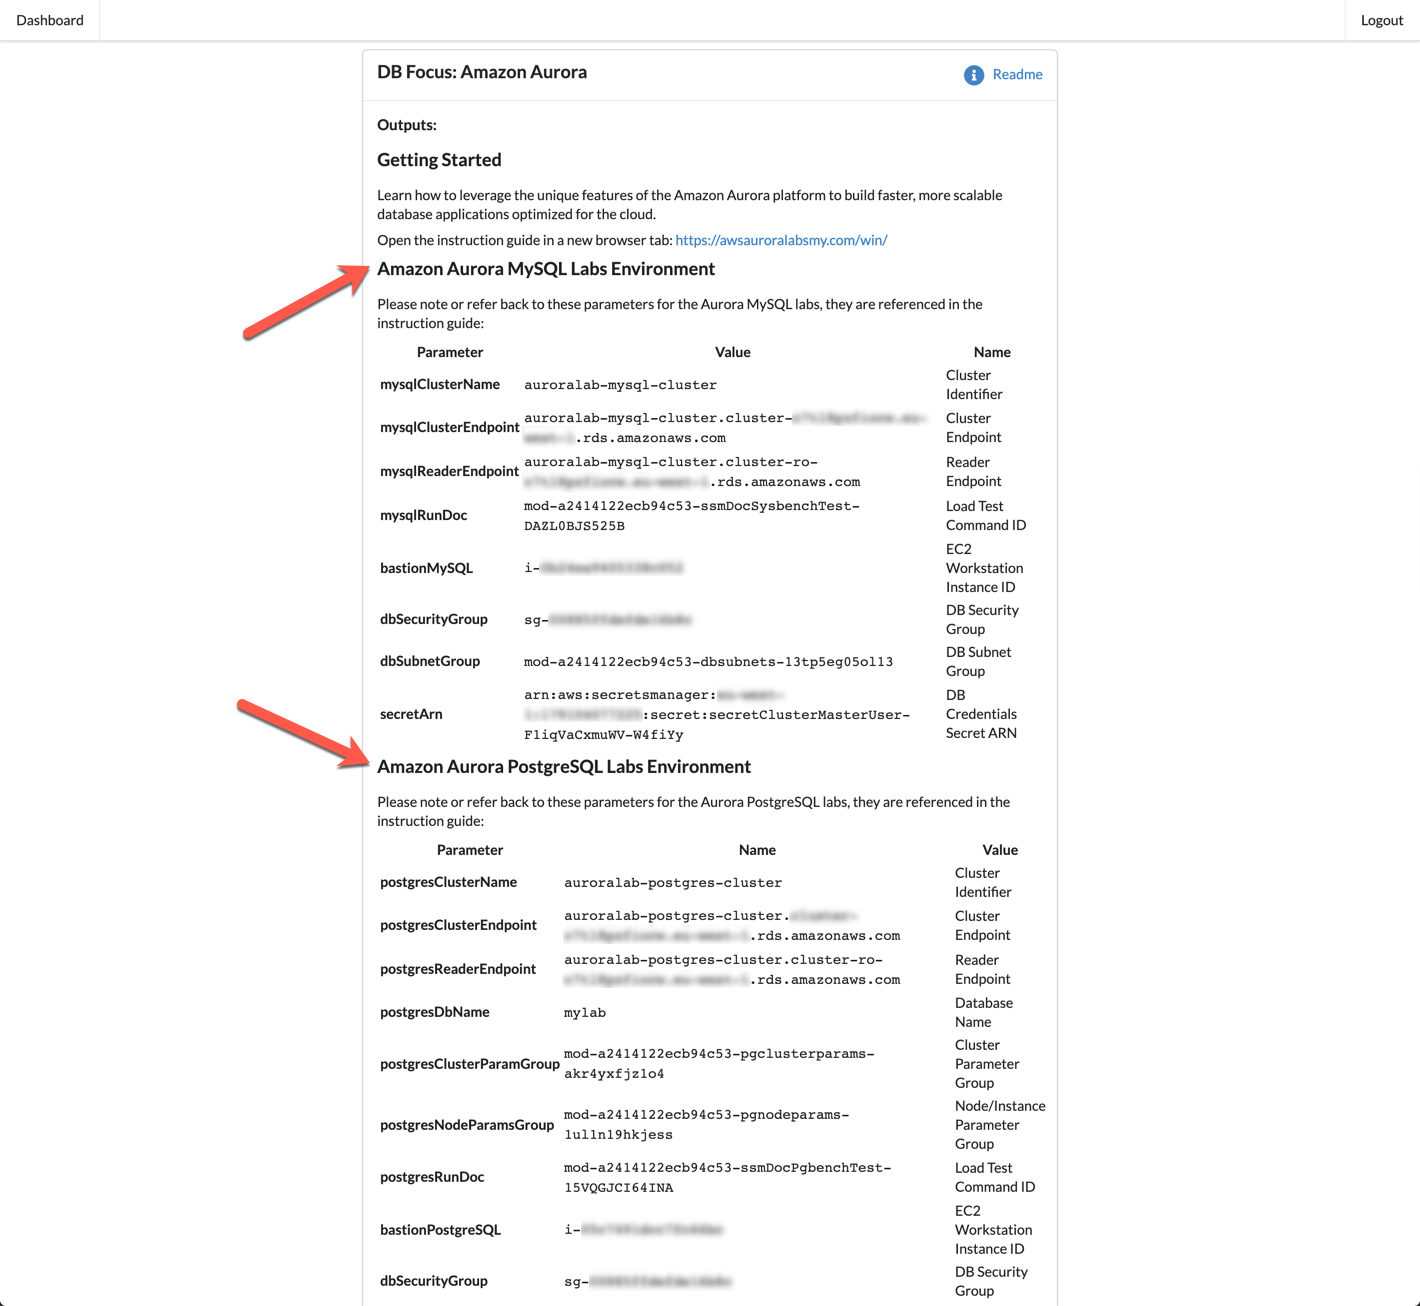 Dashboard
Logout
DB Focus: Amazon Aurora
Readme
Outputs:
Getting Started
Learn how to leverage the unique features of the Amazon Aurora platform to build faster, more scalable
database applications optimized for the cloud.
Open the instruction guide in a new browser tab: https://awsauroralabsmy.com/win/
Amazon Aurora MySQL Labs Environment
Please note or refer back to these parameters for the Aurora MySQL labs, they are referenced in the
instruction guide:
Parameter Value Name
mysqlClusterName auroralab-mysql-cluster Cluster
Identifier
mysqlClusterEndpoint auroralab-mysql-cluster.cluster- Cluster
.rds.amazonaws.com Endpoint
mysqlReaderEndpoint auroralab-mysql-cluster.cluster-ro- Reader
.rds.amazonaws.com Endpoint
mysqlRunDoc mod-a2414122ecb94c53-ssmDocSysbenchTest- Load Test
DAZL0BJS525B Command ID
bastionMySQL i- EC2
Workstation
Instance ID
dbSecurityGroup sg- DB Security
Group
dbSubnetGroup mod-a2414122ecb94c53-dbsubnets-13tp5eg05ol13 DB Subnet
Group
secretArn arn:aws:secretsmanager: DB
:secret:secretClusterMasterUser- Credentials
F1iqVaCxmuWV-W4fiYy Secret ARN
Amazon Aurora PostgreSQL Labs Environment
Please note or refer back to these parameters for the Aurora PostgreSQL labs, they are referenced in the
instruction guide:
Parameter Name Value
postgresClusterName auroralab-postgres-cluster Cluster
Identifier
postgresClusterEndpoint auroralab-postgres-cluster. Cluster
.rds.amazonaws.com Endpoint
postgresReaderEndpoint auroralab-postgres-cluster.cluster-ro- Reader
.rds.amazonaws.com Endpoint
postgresDbName mylab Database
Name
postgresClusterParamGroup mod-a2414122ecb94c53-pgclusterparams- Cluster
akr4yxfjz1o4 Parameter
Group
postgresNodeParamsGroup mod-a2414122ecb94c53-pgnodeparams- Node/Instance
1ul1n19hkjess Parameter
Group
postgresRunDoc mod-a2414122ecb94c53-ssmDocPgbenchTest- Load Test
15VQGJCI64INA Command ID
bastionPostgreSQL i- EC2
Workstation
Instance ID
dbSecurityGroup sg- DB Security
Group